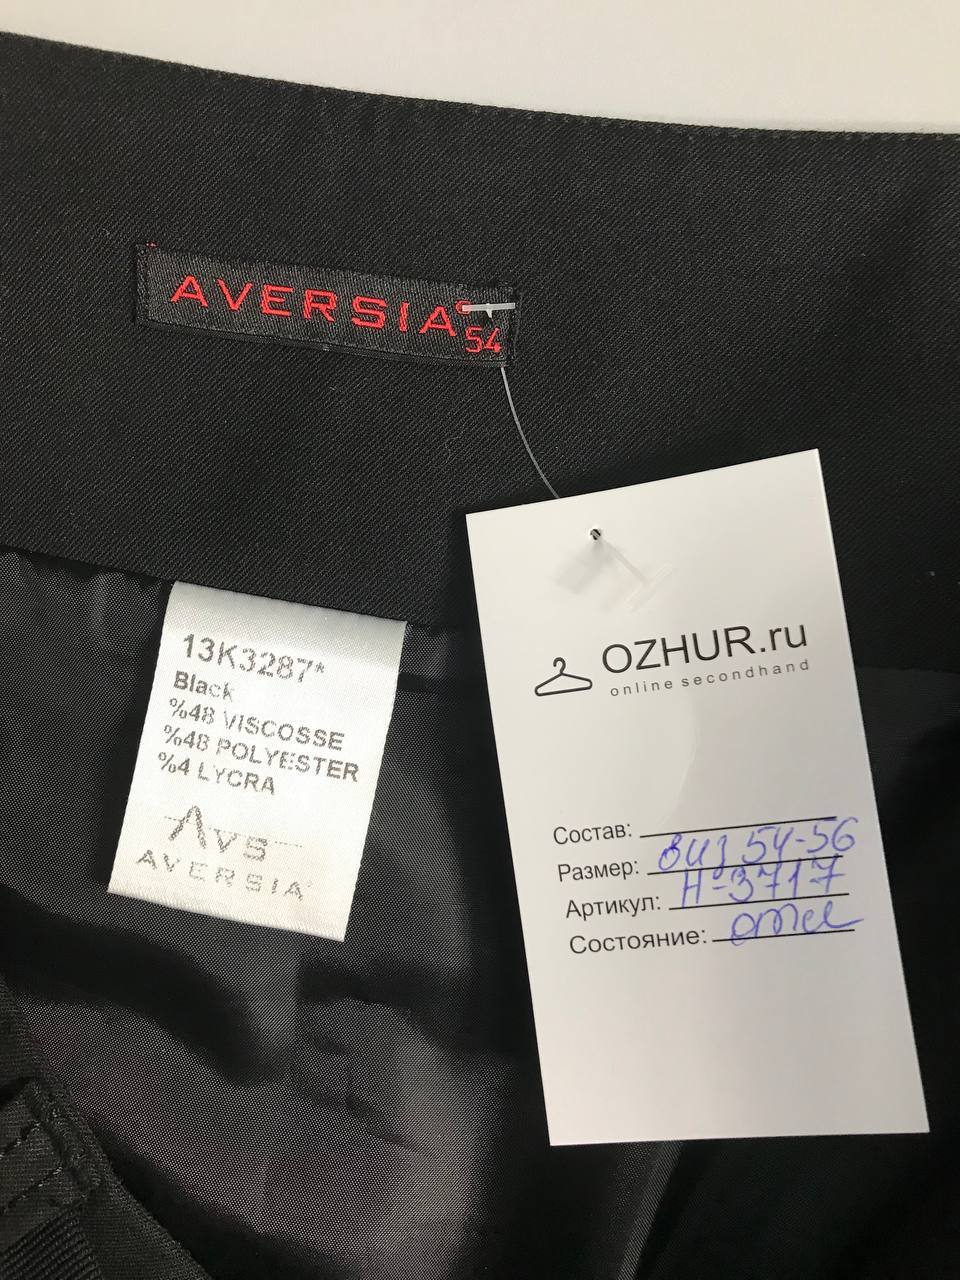 AVERSIA
54
13K3287*
Black
%48 VISCOSSE
%48 POLYESTER
%4 LYCRA
AVS
AVERSIA
OZHUR.ru
online secondhand
Состав:
Размер: виз 54-56
Артикул: Н-3717
Состояние: отл